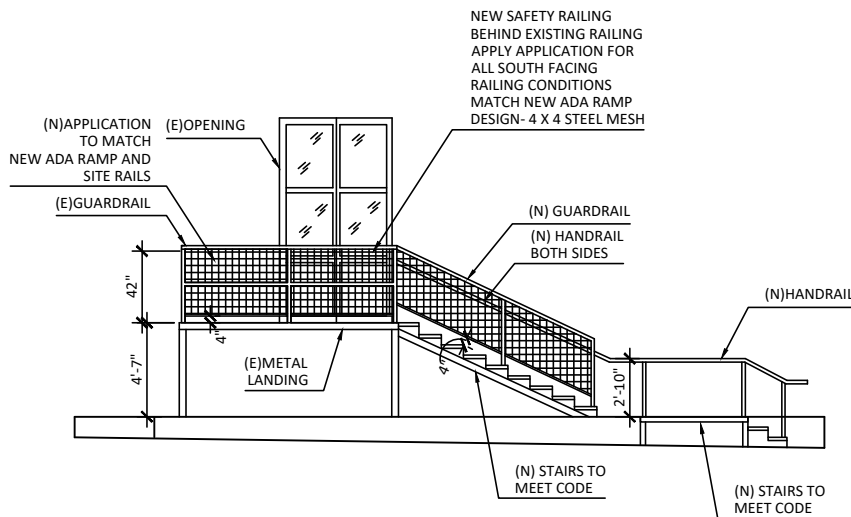 NEW SAFETY RAILING
BEHIND EXISTING RAILING
APPLY APPLICATION FOR
ALL SOUTH FACING
RAILING CONDITIONS
MATCH NEW ADA RAMP
DESIGN- 4 X 4 STEEL MESH
(N)APPLICATION
TO MATCH
NEW ADA RAMP AND
SITE RAILS
(E)OPENING
(E)GUARDRAIL
(N) GUARDRAIL
(N) HANDRAIL
BOTH SIDES
(N)HANDRAIL
42"
4"
4'-7"
(E)METAL
LANDING
4"
2'-10"
(N) STAIRS TO
MEET CODE
(N) STAIRS TO
MEET CODE